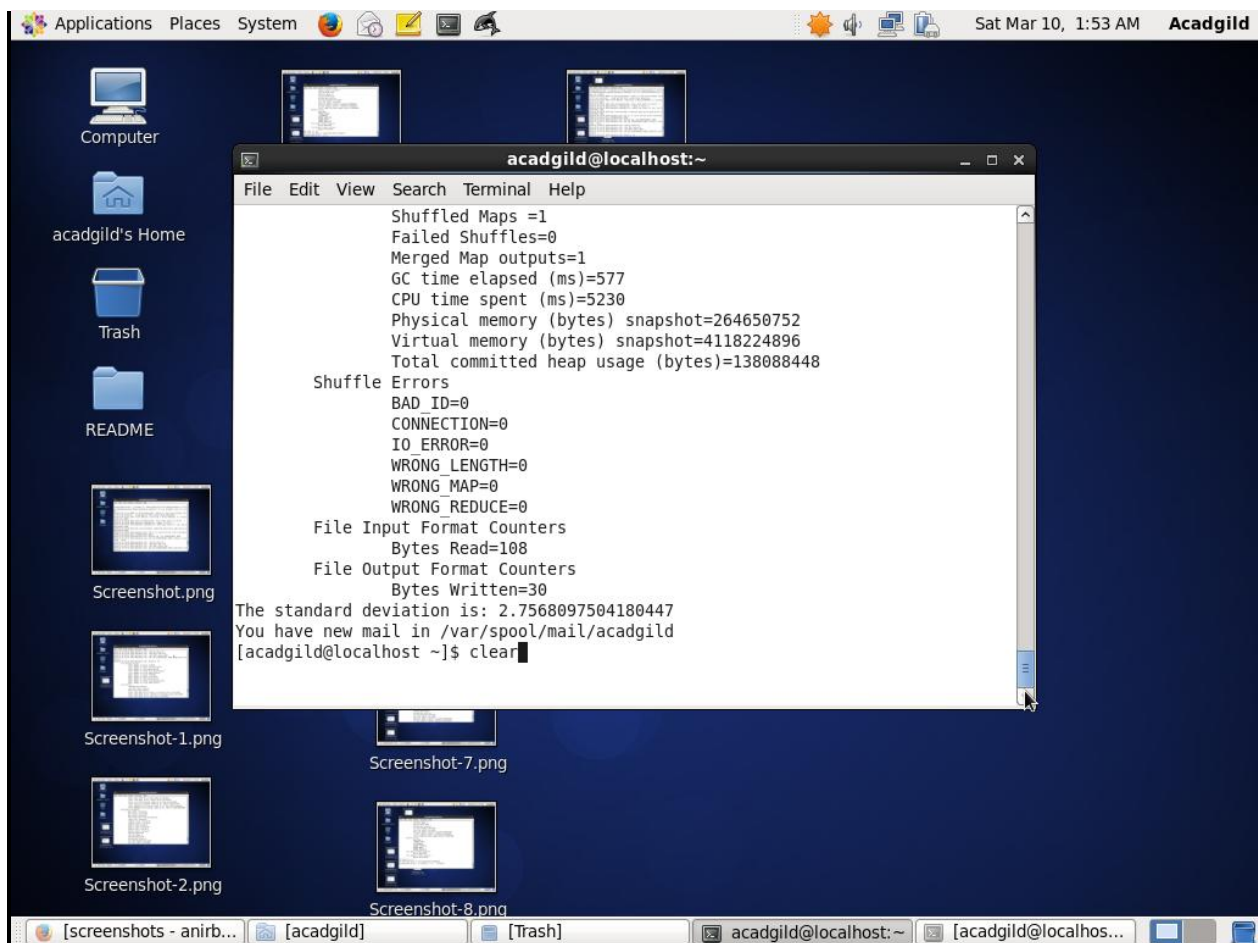 Applications Places System Sat Mar 10, 1:53 AM Acadgild
Computer
acadgild's Home
Trash
README
Screenshot.png
Screenshot-1.png
Screenshot-2.png
Screenshot-7.png
Screenshot-8.png
acadgild@localhost:~
File Edit View Search Terminal Help
Shuffled Maps =1
Failed Shuffles=0
Merged Map outputs=1
GC time elapsed (ms)=577
CPU time spent (ms)=5230
Physical memory (bytes) snapshot=264650752
Virtual memory (bytes) snapshot=4118224896
Total committed heap usage (bytes)=138088448
Shuffle Errors
BAD_ID=0
CONNECTION=0
IO_ERROR=0
WRONG_LENGTH=0
WRONG_MAP=0
WRONG_REDUCE=0
File Input Format Counters
Bytes Read=108
File Output Format Counters
Bytes Written=30
The standard deviation is: 2.7568097504180447
You have new mail in /var/spool/mail/acadgild
[acadgild@localhost ~]$ clear
[screenshots - anirb... [acadgild] [Trash] acadgild@localhost:~ [acadgild@localhos...